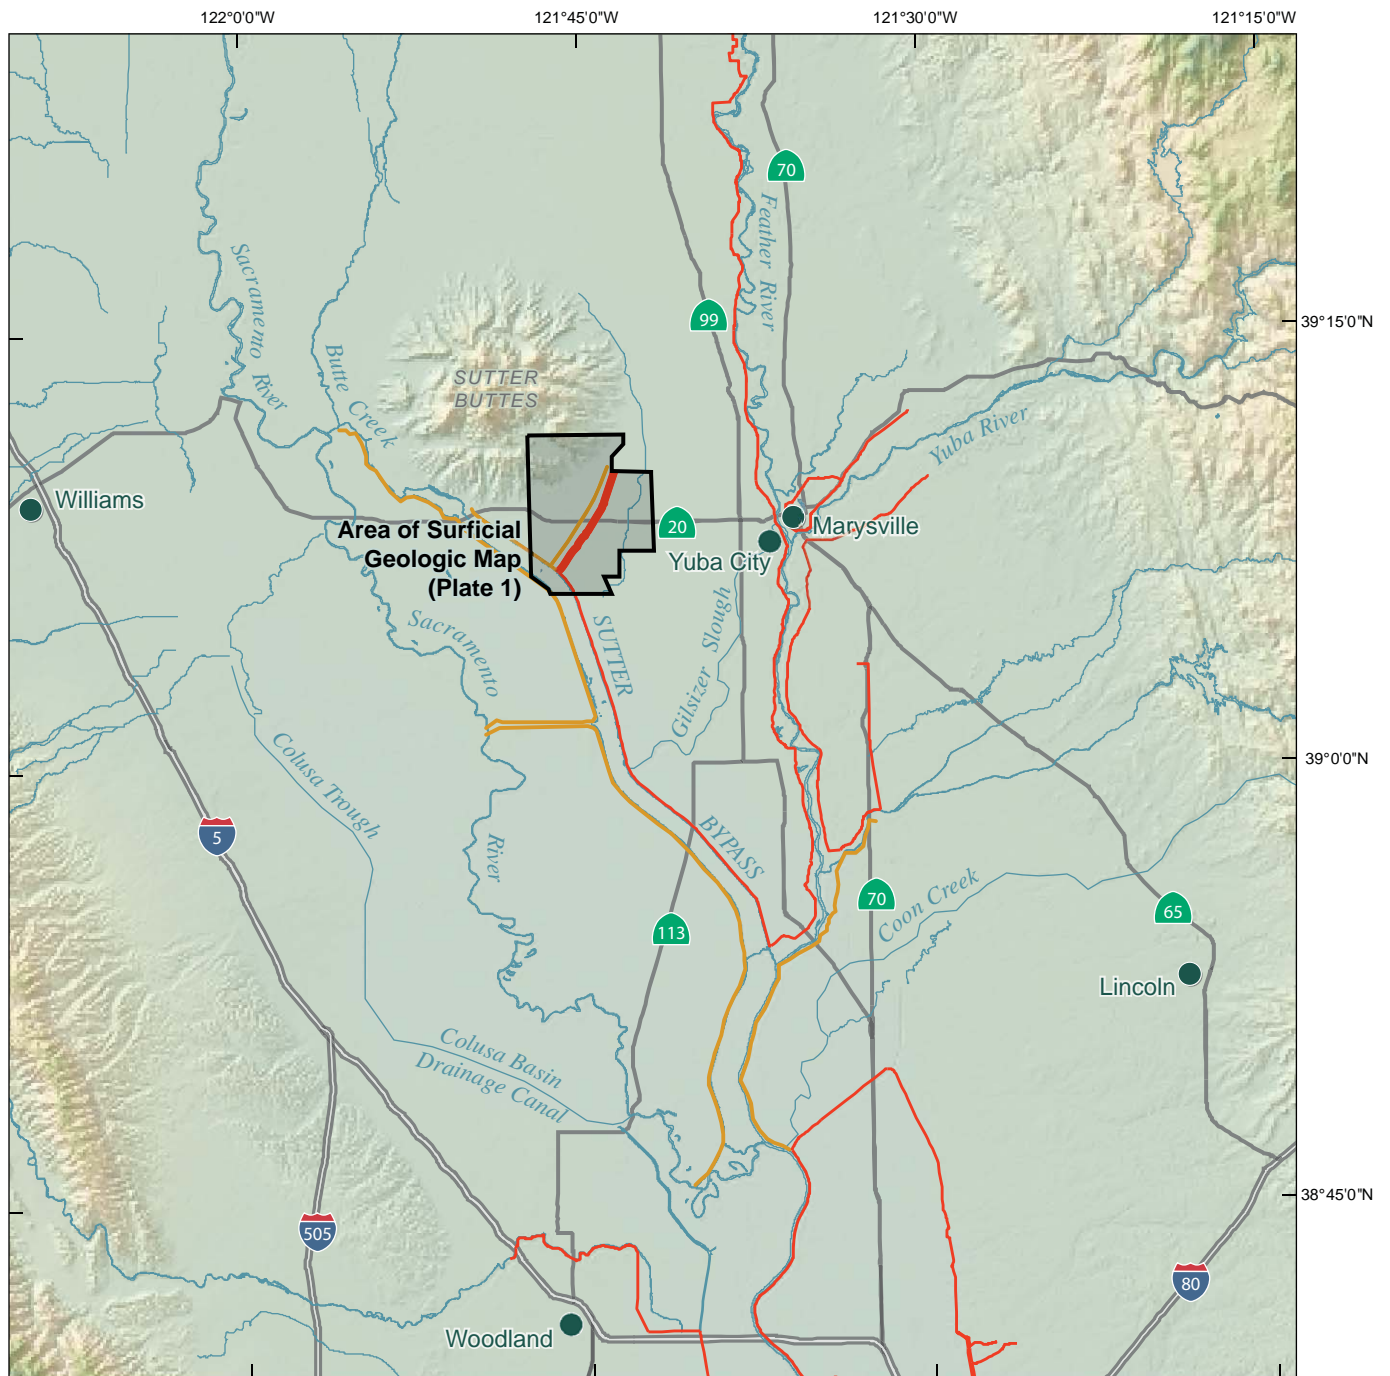 122°0'0"W
121°45'0"W
121°30'0"W
121°15'0"W
70
Feather River
Sacramento River
99
39°15'0"N
Butte Creek
SUTTER
BUTTES
Yuba River
Williams
Area of Surficial
Geologic Map
(Plate 1)
20
Marysville
Yuba City
Sacramento
SUTTER
Gilsizer Slough
Colusa Trough
39°0'0"N
5
River
BYPASS
70
Coon Creek
65
113
Lincoln
Colusa Basin
Drainage Canal
38°45'0"N
505
80
Woodland